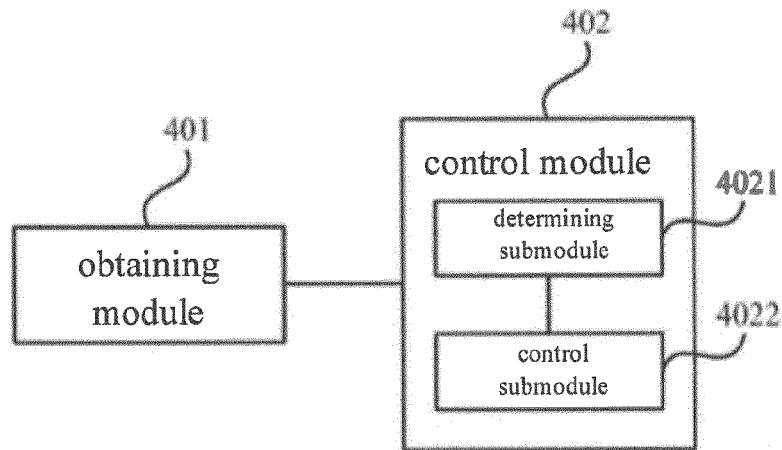 402
401
control module
4021
determining
submodule
obtaining
module
4022
control
submodule